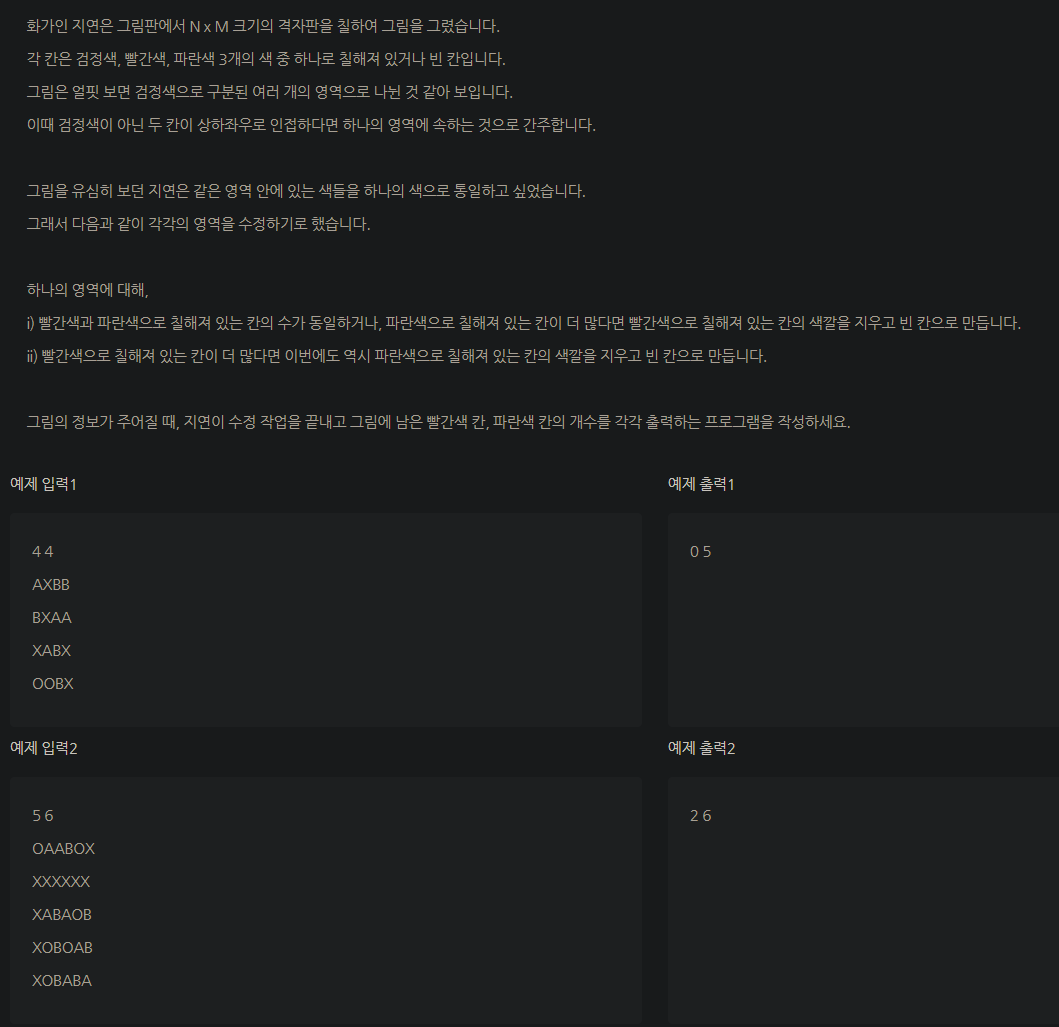 화가인 지연은 그림판에서 N x M 크기의 격자판을 칠하여 그림을 그렸습니다.
각 칸은 검정색, 빨간색, 파란색 3개의 색 중 하나로 칠해져 있거나 빈 칸입니다.
그림은 얼핏 보면 검정색으로 구분된 여러 개의 영역으로 나뉜 것 같아 보입니다.
이때 검정색이 아닌 두 칸이 상하좌우로 인접하다면 하나의 영역에 속하는 것으로 간주합니다.
그림을 유심히 보던 지연은 같은 영역 안에 있는 색들을 하나의 색으로 통일하고 싶었습니다.
그래서 다음과 같이 각각의 영역을 수정하기로 했습니다.
하나의 영역에 대해,
i) 빨간색과 파란색으로 칠해져 있는 칸의 수가 동일하거나, 파란색으로 칠해져 있는 칸이 더 많다면 빨간색으로 칠해져 있는 칸의 색깔을 지우고 빈 칸으로 만듭니다.
ii) 빨간색으로 칠해져 있는 칸이 더 많다면 이번에도 역시 파란색으로 칠해져 있는 칸의 색깔을 지우고 빈 칸으로 만듭니다.
그림의 정보가 주어질 때, 지연이 수정 작업을 끝내고 그림에 남은 빨간색 칸, 파란색 칸의 개수를 각각 출력하는 프로그램을 작성하세요.
예제 입력1
4 4
AXBB
BXAA
XABX
OOBX
예제 출력1
0 5
예제 입력2
5 6
OAABOX
XXXXXX
XABAOB
XOBOAB
XOBABA
예제 출력2
2 6